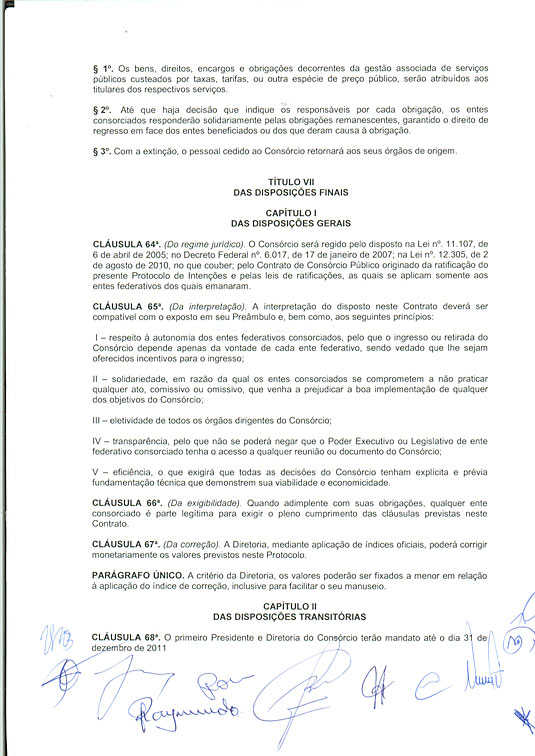 § 1º. Os bens, direitos, encargos e obrigações decorrentes da gestão associada de serviços
públicos custeados por taxas, tarifas, ou outra espécie de preço público, serão atribuídos aos
titulares dos respectivos serviços.
§ 2º. Até que haja decisão que indique os responsáveis por cada obrigação, os entes
consorciados responderão solidariamente pelas obrigações remanescentes, garantido o direito de
regresso em face dos entes beneficiados ou dos que deram causa à obrigação.
§ 3º. Com a extinção, o pessoal cedido ao Consórcio retornará aos seus órgãos de origem.
TÍTULO VII
DAS DISPOSIÇÕES FINAIS
CAPÍTULO I
DAS DISPOSIÇÕES GERAIS
CLÁUSULA 64ª. (Do regime jurídico). O Consórcio será regido pelo disposto na Lei nº. 11.107, de
6 de abril de 2005; no Decreto Federal nº. 6.017, de 17 de janeiro de 2007; na Lei nº. 12.305, de 2
de agosto de 2010, no que couber; pelo Contrato de Consórcio Público originado da ratificação do
presente Protocolo de Intenções e pelas leis de ratificações, as quais se aplicam somente aos
entes federativos dos quais emanaram.
CLÁUSULA 65ª. (Da interpretação). A interpretação do disposto neste Contrato deverá ser
compatível com o exposto em seu Preâmbulo e, bem como, aos seguintes princípios:
I – respeito à autonomia dos entes federativos consorciados, pelo que o ingresso ou retirada do
Consórcio depende apenas da vontade de cada ente federativo, sendo vedado que lhe sejam
oferecidos incentivos para o ingresso;
II – solidariedade, em razão da qual os entes consorciados se comprometem a não praticar
qualquer ato, comissivo ou omissivo, que venha a prejudicar a boa implementação de qualquer
dos objetivos do Consórcio;
III – eletividade de todos os órgãos dirigentes do Consórcio;
IV – transparência, pelo que não se poderá negar que o Poder Executivo ou Legislativo de ente
federativo consorciado tenha o acesso a qualquer reunião ou documento do Consórcio;
V – eficiência, o que exigirá que todas as decisões do Consórcio tenham explícita e prévia
fundamentação técnica que demonstrem sua viabilidade e economicidade.
CLÁUSULA 66ª. (Da exigibilidade). Quando adimplente com suas obrigações, qualquer ente
consorciado é parte legítima para exigir o pleno cumprimento das cláusulas previstas neste
Contrato.
CLÁUSULA 67ª. (Da correção). A Diretoria, mediante aplicação de índices oficiais, poderá corrigir
monetariamente os valores previstos neste Protocolo.
PARÁGRAFO ÚNICO. A critério da Diretoria, os valores poderão ser fixados a menor em relação
à aplicação do índice de correção, inclusive para facilitar o seu manuseio.
CAPÍTULO II
DAS DISPOSIÇÕES TRANSITÓRIAS
CLÁUSULA 68ª. O primeiro Presidente e Diretoria do Consórcio terão mandato até o dia 31 de
dezembro de 2011
Raymundo